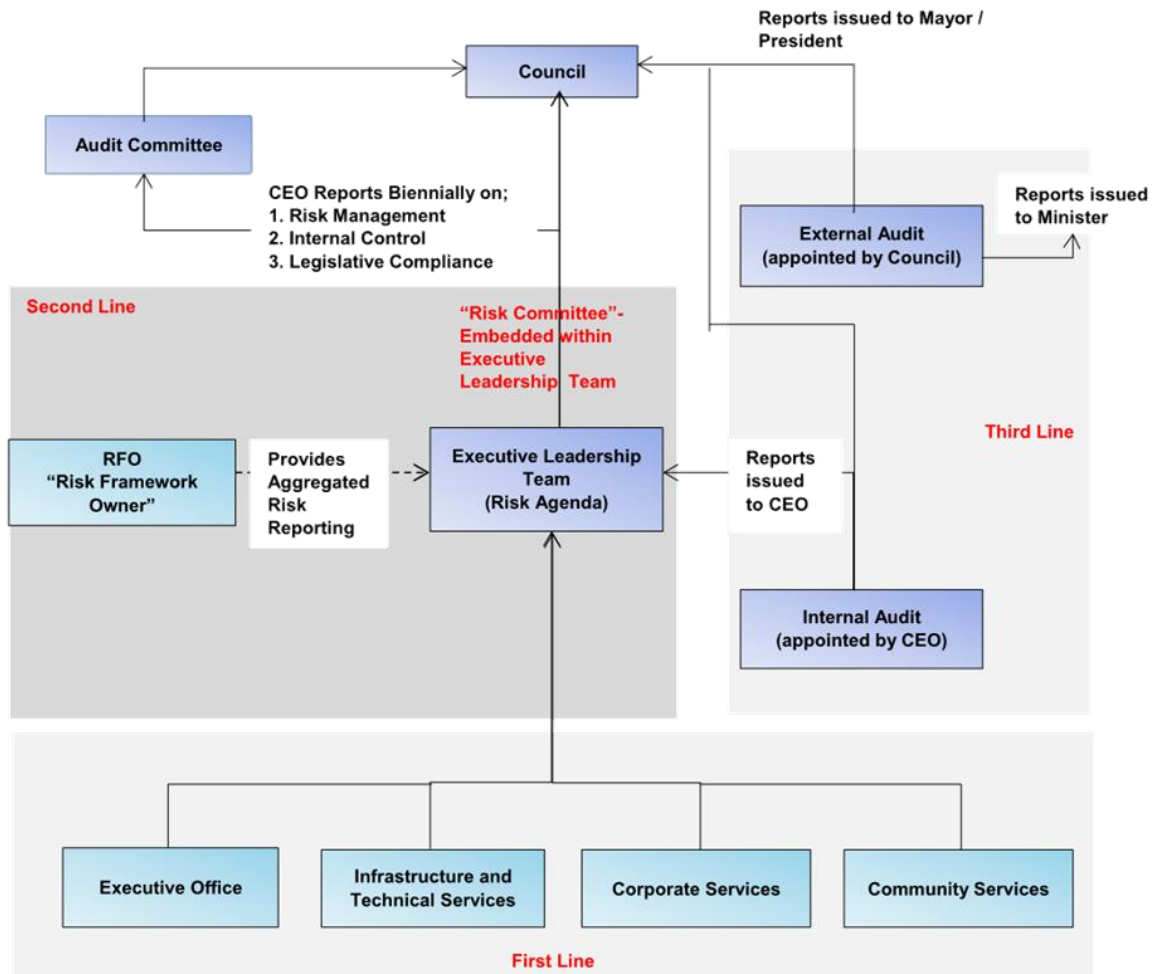 Reports issued to Mayor /
President
Council
Audit Committee
CEO Reports Biennially on;
1. Risk Management
2. Internal Control
3. Legislative Compliance
Reports issued
to Minister
External Audit
(appointed by Council)
Second Line
“Risk Committee”-
Embedded within
Executive
Leadership Team
Third Line
RFO
“Risk Framework
Owner”
Provides
Aggregated
Risk
Reporting
Executive Leadership
Team
(Risk Agenda)
Reports
issued
to CEO
Internal Audit
(appointed by CEO)
Executive Office
Infrastructure and
Technical Services
Corporate Services
Community Services
First Line